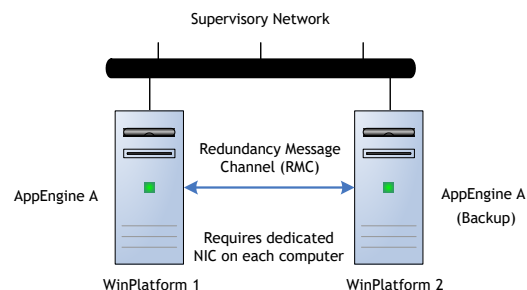 Supervisory Network
Redundancy Message
Channel (RMC)
AppEngine A
AppEngine A
(Backup)
Requires dedicated
NIC on each computer
WinPlatform 1
WinPlatform 2